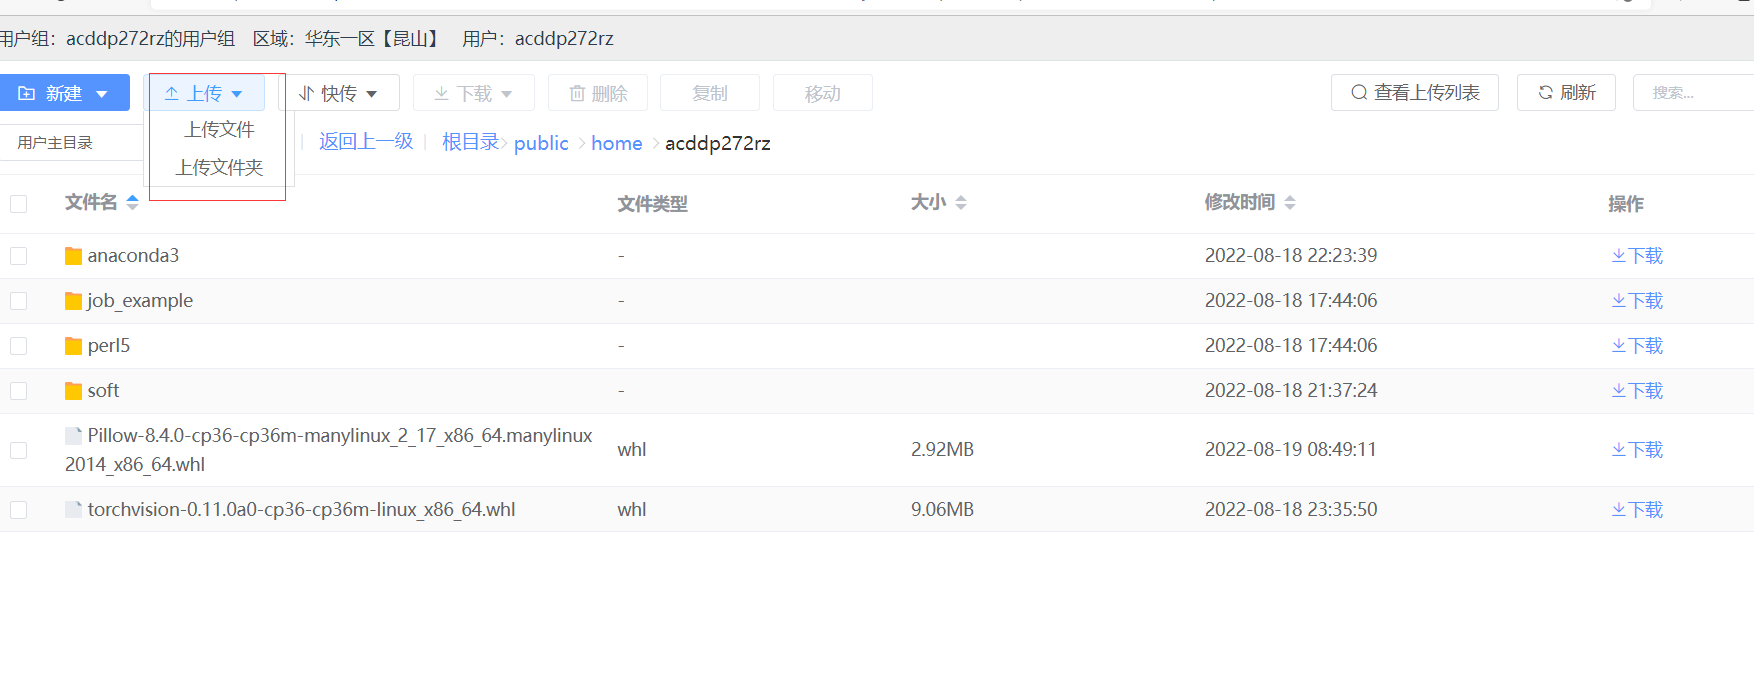 用户组：acddp272rz的用户组 区域：华东一区【昆山】 用户：acddp272rz
新建 上传 快传 下载 删除 复制 移动 查看上传列表 刷新 搜索...
上传文件
上传文件夹
用户主目录 返回上一级 根目录 public home acddp272rz
文件名 文件类型 大小 修改时间 操作
anaconda3 - 2022-08-18 22:23:39 下载
job_example - 2022-08-18 17:44:06 下载
perl5 - 2022-08-18 17:44:06 下载
soft - 2022-08-18 21:37:24 下载
Pillow-8.4.0-cp36-cp36m-manylinux_2_17_x86_64.manylinux
2014_x86_64.whl whl 2.92MB 2022-08-19 08:49:11 下载
torchvision-0.11.0a0-cp36-cp36m-linux_x86_64.whl whl 9.06MB 2022-08-18 23:35:50 下载